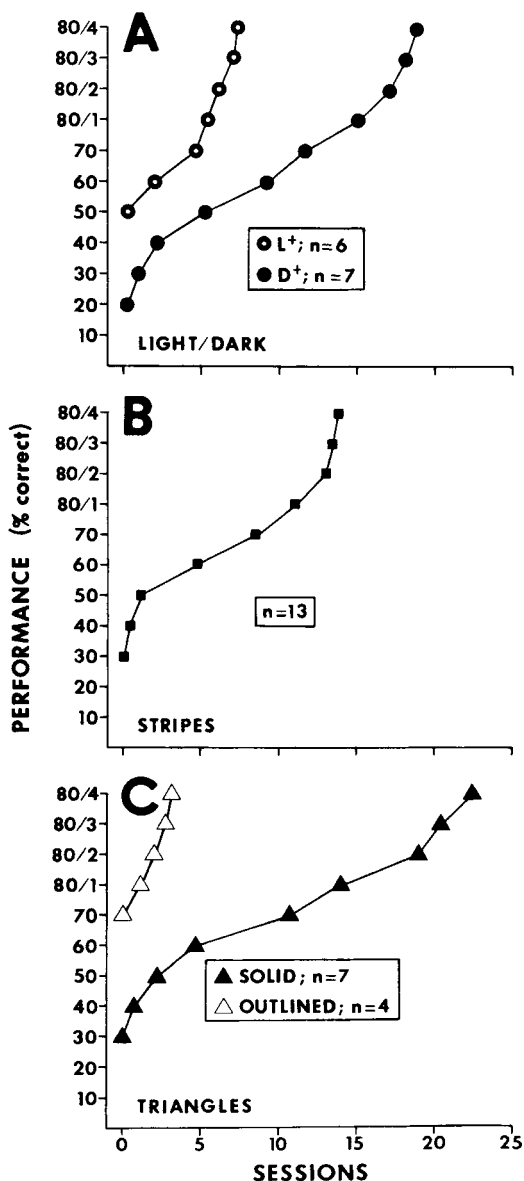 A
80/4
80/3
80/2
80/1
70
60
50
40
30
20
10
L+; n=6
D+; n=7
LIGHT/DARK
B
80/4
80/3
80/2
80/1
70
60
50
40
30
20
10
n=13
STRIPES
PERFORMANCE (% correct)
C
80/4
80/3
80/2
80/1
70
60
50
40
30
20
10
SOLID; n=7
OUTLINED; n=4
TRIANGLES
0 5 10 15 20 25
SESSIONS